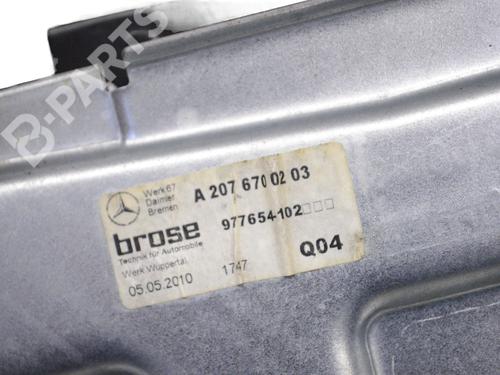 B-PARTS
Werk67
Daimler
Bremen
A 207 670 02 03
brose
Technik für Automobile
977654-102□□□
Werk Wuppertal
Q04
05.05.2010
1747